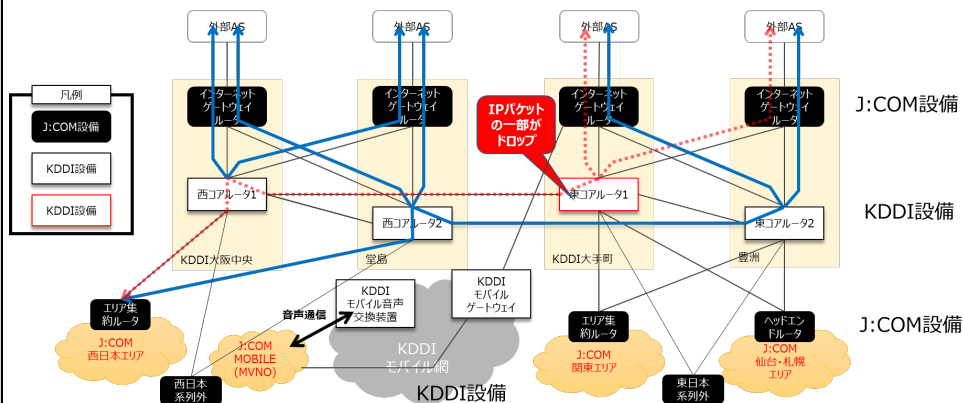 外部AS
外部AS
外部AS
外部AS
凡例
J:COM設備
KDDI設備
KDDI設備
インターネット
ゲートウェイ
ルータ
インターネット
ゲートウェイ
ルータ
インターネット
ゲートウェイ
ルータ
インターネット
ゲートウェイ
ルータ
J:COM設備
IPパケット
の一部が
ドロップ
西コアルータ1
西コアルータ2
東コアルータ1
東コアルータ2
KDDI設備
KDDI大阪中央
堂島
KDDI大手町
豊洲
エリア集
約ルータ
J:COM
西日本エリア
音声通信
KDDI
モバイル音声
交換装置
KDDI
モバイル
ゲートウェイ
J:COM
MOBILE
(MVNO)
KDDI
モバイル網
エリア集
約ルータ
J:COM
関東エリア
ヘッドエン
ドルータ
J:COM
仙台・札幌
エリア
J:COM設備
西日本
系列外
KDDI設備
東日本
系列外